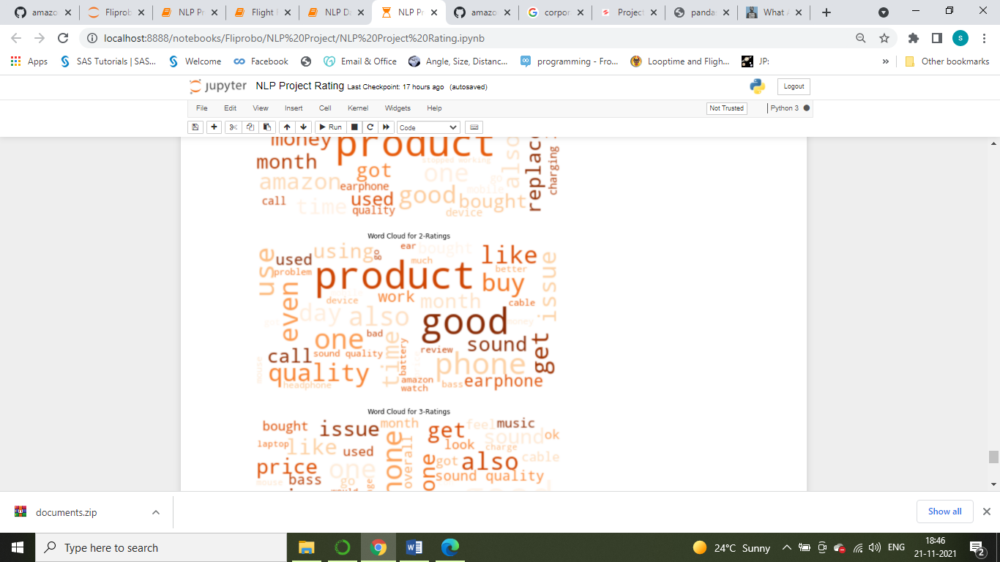 amazo
Fliprob
NLP Pr
Flight F
NLP Da
NLP Pr
amazo
corpor
Project
panda
What A
localhost:8888/notebooks/Fliprobo/NLP%20Project/NLP%20Project%20Rating.ipynb
s
Apps
SAS Tutorials | SAS...
Welcome
Facebook
Email & Office
Angle, Size, Distanc...
programming - Fro...
Looptime and Fligh...
JPS
»
Other bookmarks
jupyter NLP Project Rating Last Checkpoint: 17 hours ago (autosaved)
Logout
File Edit View Insert Cell Kernel Widgets Help
Not Trusted
Python 3
Run
Code
money product
stopped working
also
replac
charging
month
got
one
go
amazon
earphone
mobile
call
time
used
good
bought
quality
device
Word Cloud for 2-Ratings
use
used
using
go
ear
bought
like
issue
much
problem
product
better
buy
even
device
work
month
cable
day
also
good
money
one
bad
sound
get
call
sound quality
time
battery
review
phone
quality
headphone
amazon
watch
bass
earphone
mouse
Word Cloud for 3-Ratings
bought
issue
month
get
feel
music
laptop
like
used
look
sound
ok
charge
overall
price
one
got
also
cable
mouse
bass
go
sound quality
documents.zip
Show all
Type here to search
24°C Sunny
ENG
18:46
21-11-2021
2